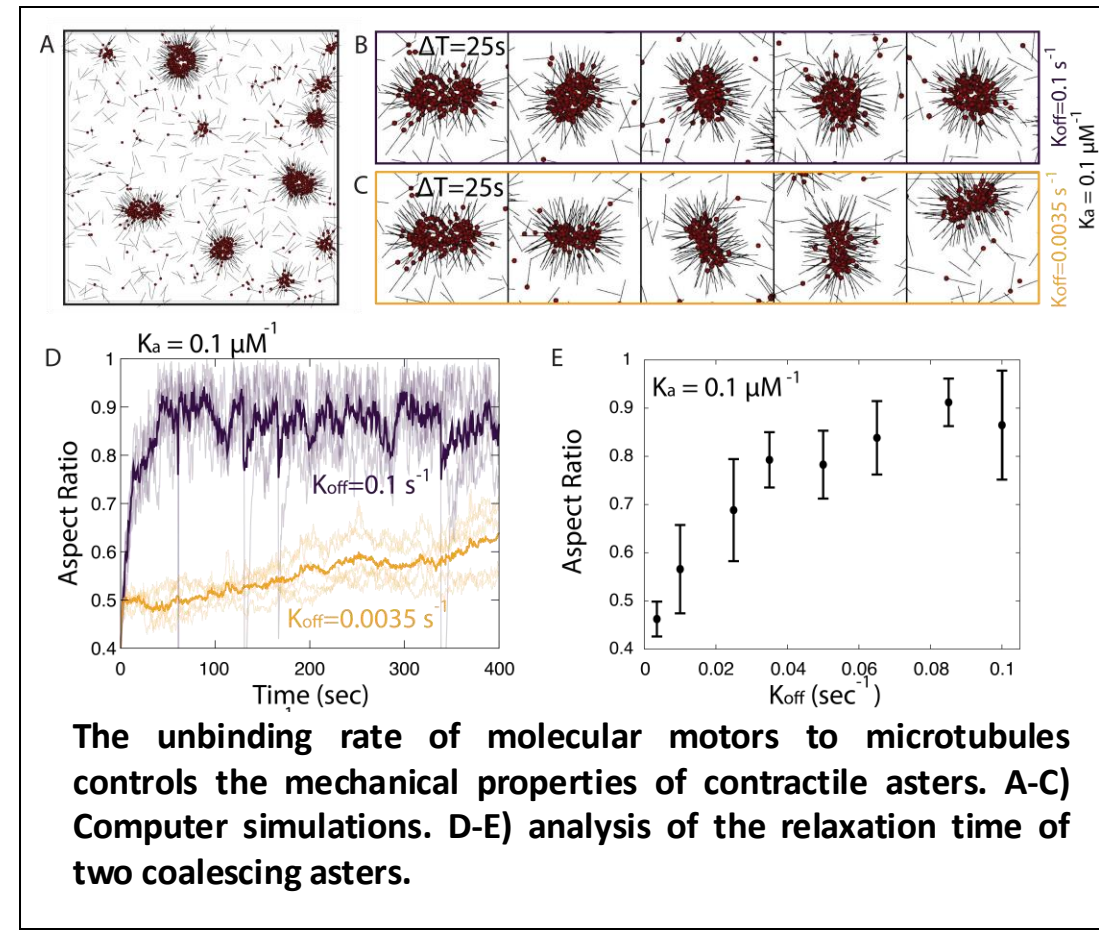 A
B
ΔT=25s
Koff=0.1 s-1
C
ΔT=25s
Koff=0.0035 s-1
Ka = 0.1 μM-1
D
Ka = 0.1 μM-1
1
0.9
0.8
0.7
0.6
0.5
0.4
Aspect Ratio
Koff=0.1 s-1
Koff=0.0035 s-1
0
100
200
300
400
Time (sec)
E
Ka = 0.1 μM-1
1
0.9
0.8
0.7
0.6
0.5
0.4
Aspect Ratio
0
0.02
0.04
0.06
0.08
0.1
Koff (sec-1)
The unbinding rate of molecular motors to microtubules
controls the mechanical properties of contractile asters. A-C)
Computer simulations. D-E) analysis of the relaxation time of
two coalescing asters.